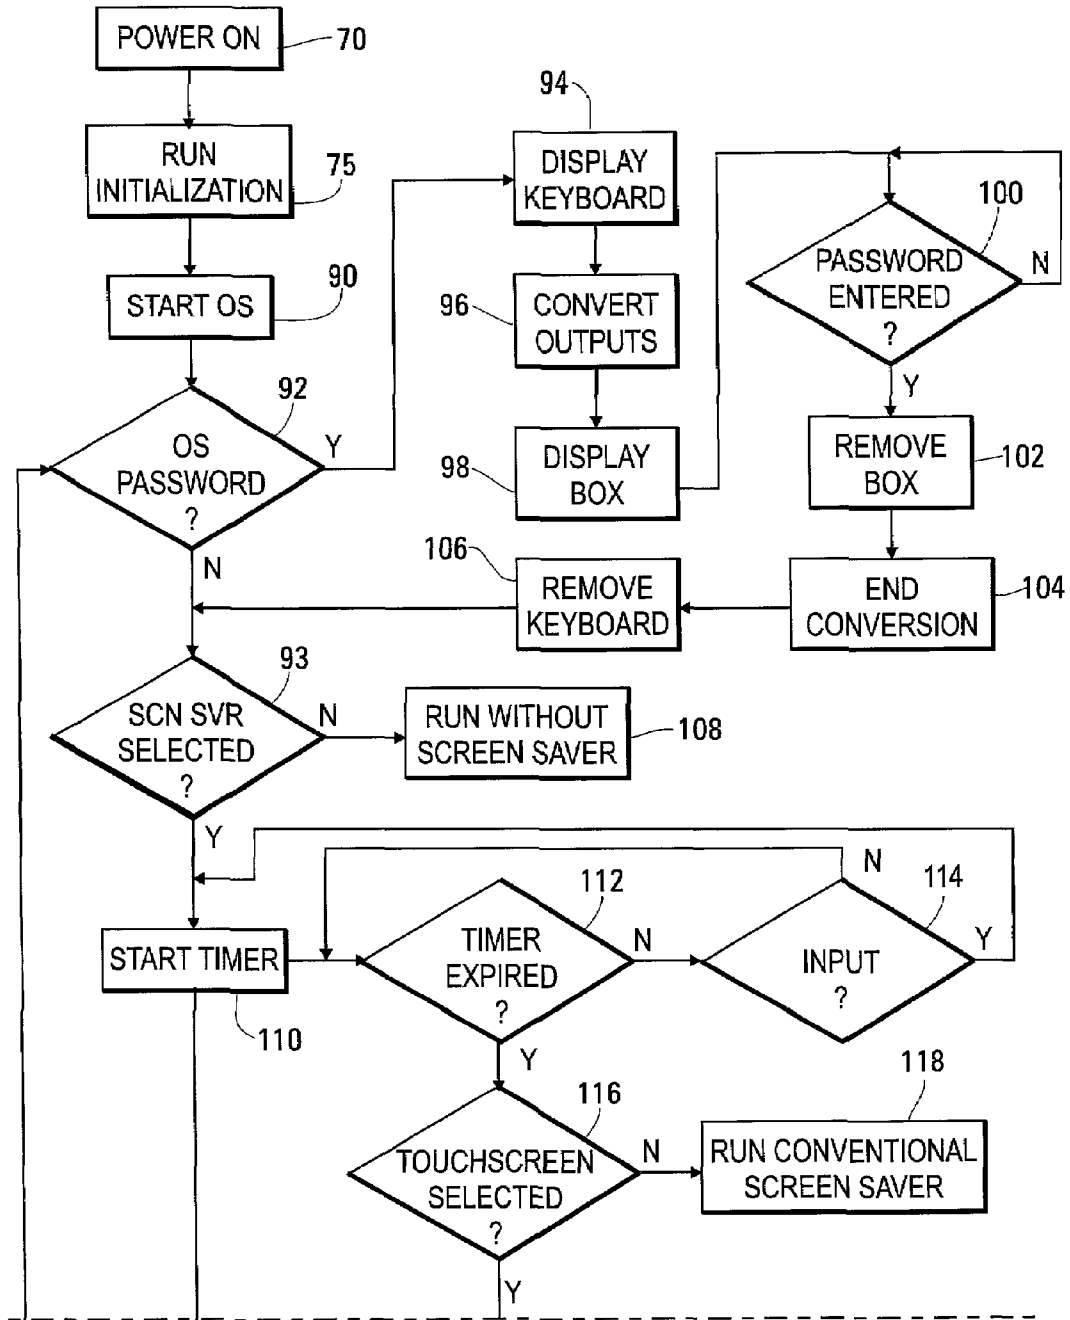 POWER ON
70
RUN
INITIALIZATION
75
START OS
90
OS
PASSWORD
?
92
Y
N
94
DISPLAY
KEYBOARD
96
CONVERT
OUTPUTS
98
DISPLAY
BOX
100
PASSWORD
ENTERED
?
N
Y
REMOVE
BOX
102
END
CONVERSION
104
106
REMOVE
KEYBOARD
93
SCN SVR
SELECTED
?
N
Y
RUN WITHOUT
SCREEN SAVER
108
START TIMER
110
112
TIMER
EXPIRED
?
N
Y
114
INPUT
?
N
Y
116
TOUCHSCREEN
SELECTED
?
N
Y
118
RUN CONVENTIONAL
SCREEN SAVER